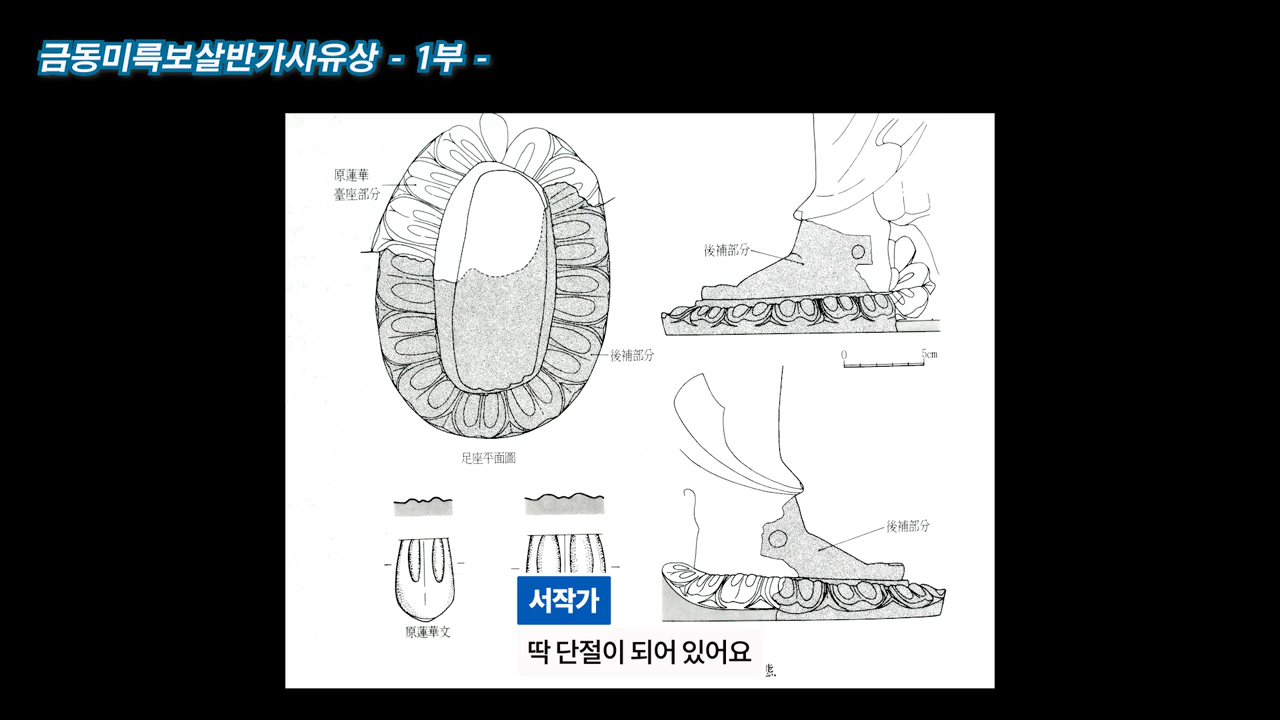 금동미륵보살반가사유상 - 1부 -
原蓮華
臺座部分
後補部分
後補部分
0 5cm
足座平面圖
後補部分
原蓮華文
서작가
딱 단절이 되어 있어요